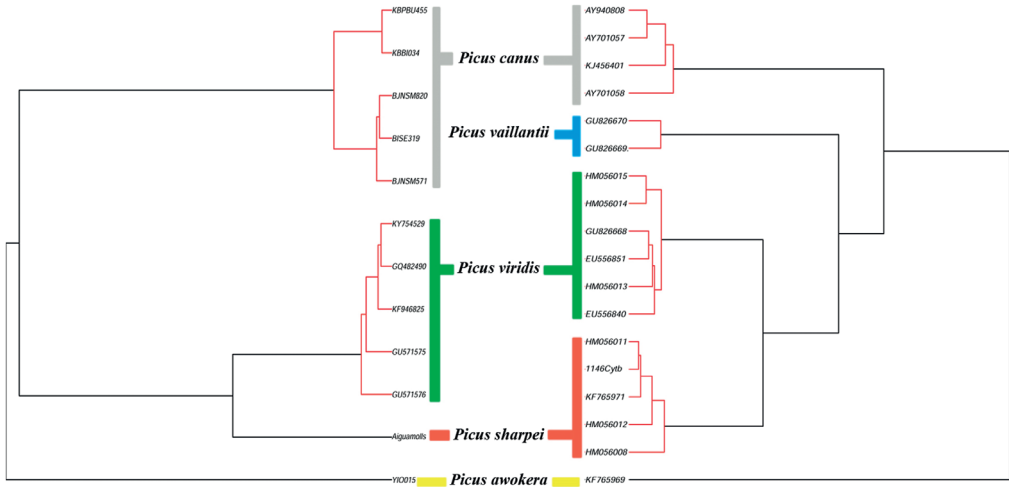 KBPBU455
KBBI034
BJNSM820
BISE319
BJNSM571
KY754529
GQ482490
KF946825
GU571575
GU571576
Aiguamolls
YIO015
Picus canus
Picus vaillantii
Picus viridis
Picus sharpei
Picus awokera
AY940808
AY701057
KJ456401
AY701058
GU826670
GU826669
HM056015
HM056014
GU826668
EU556851
HM056013
EU556840
HM056011
1146Cytb
KF765971
HM056012
HM056008
KF765969